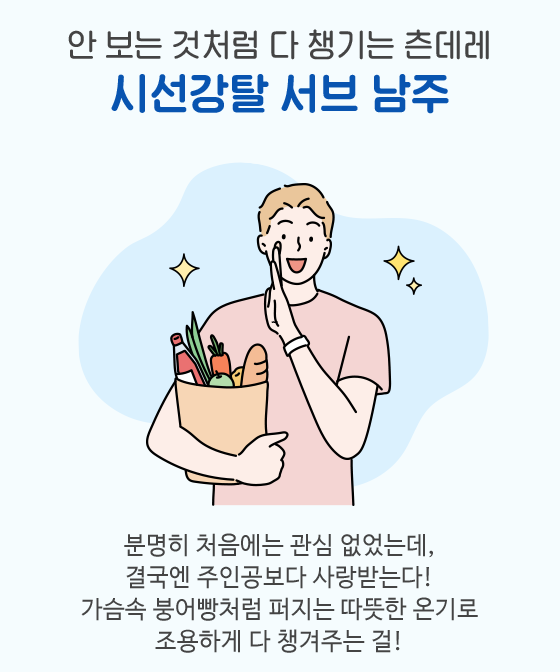 안 보는 것처럼 다 챙기는 츤데레
시선강탈 서브 남주
분명히 처음에는 관심 없었는데,
결국엔 주인공보다 사랑받는다!
가슴속 붕어빵처럼 퍼지는 따뜻한 온기로
조용하게 다 챙겨주는 걸!